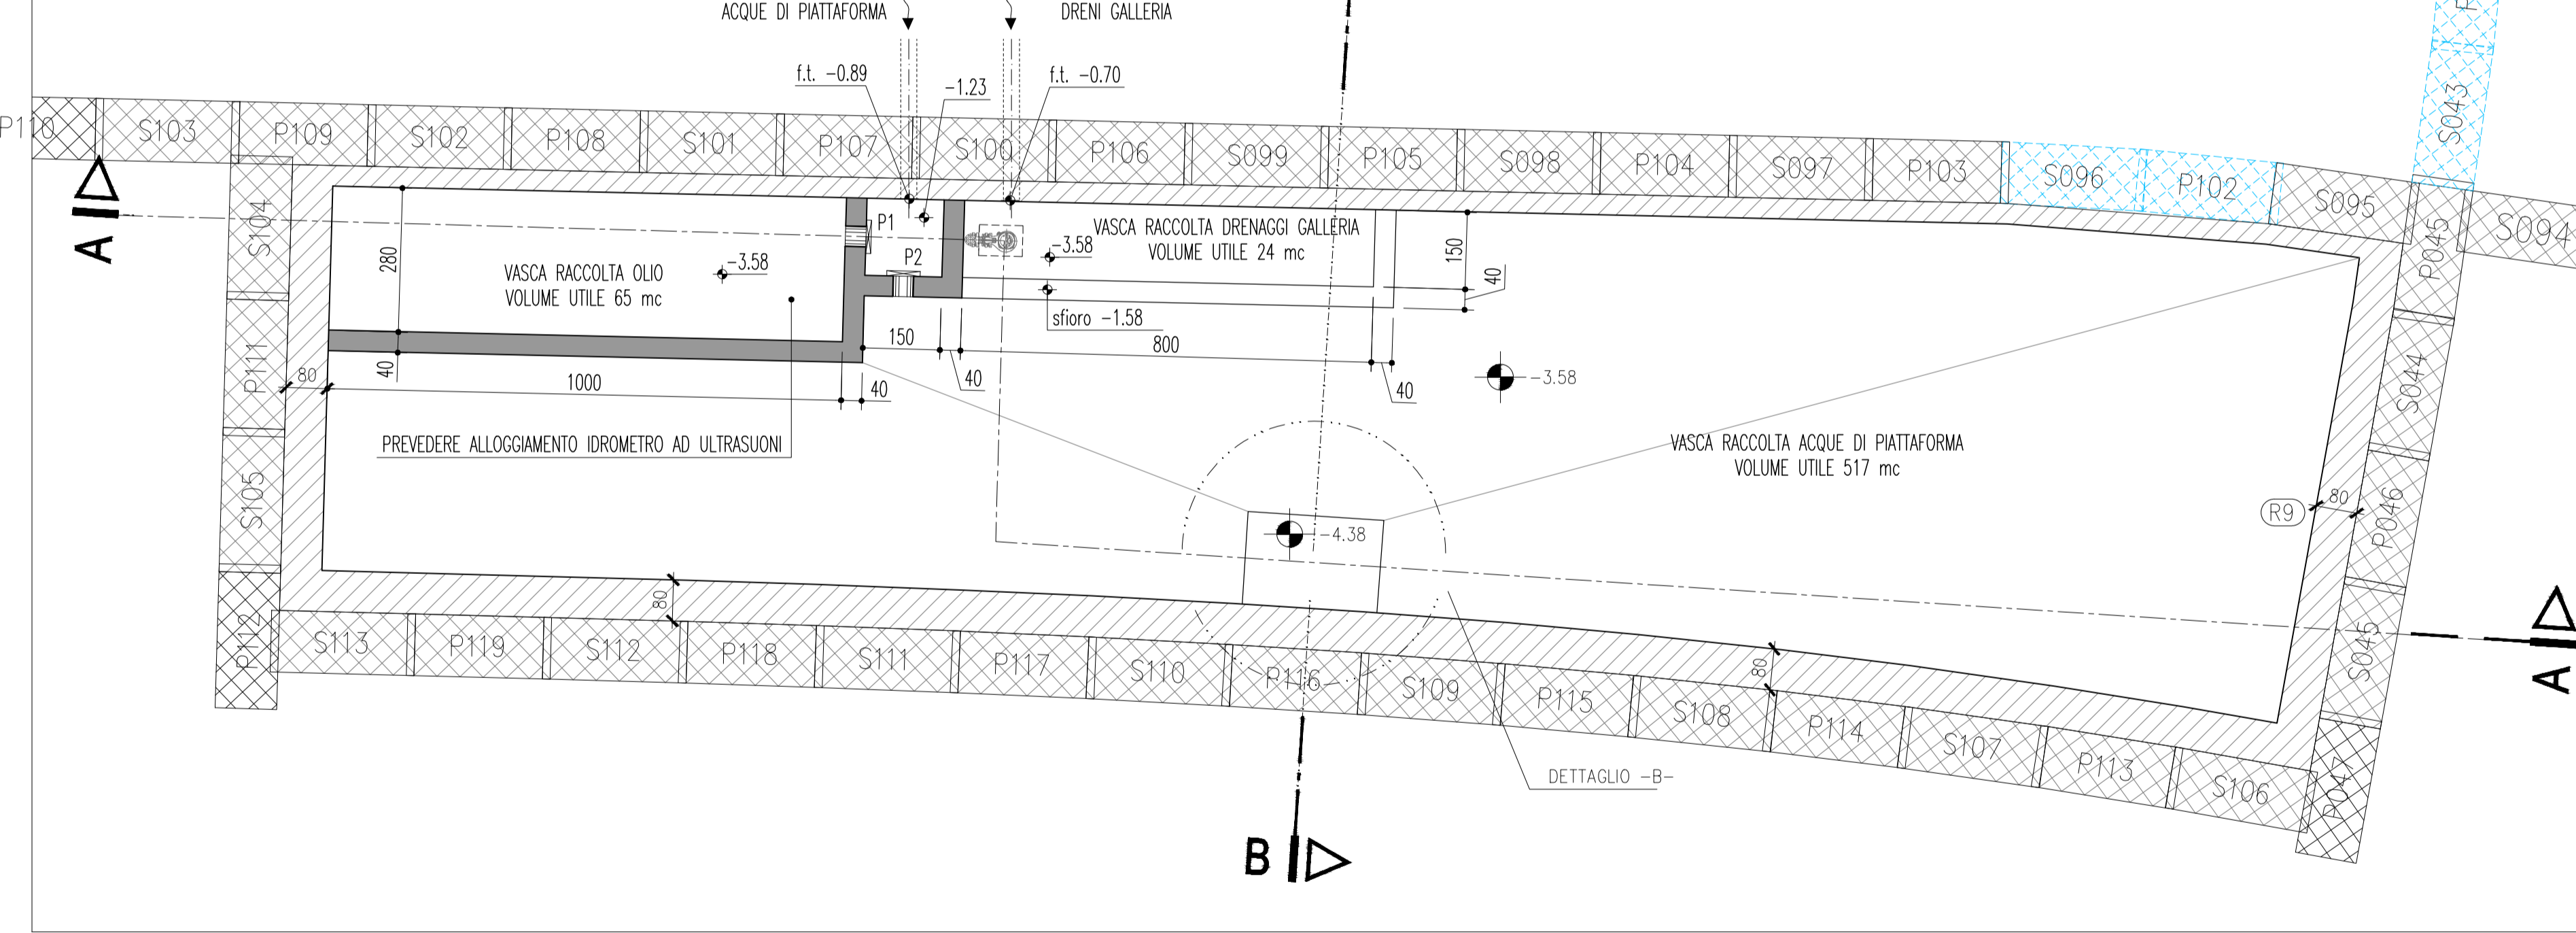 ACQUE DI PIATTAFORMA
DRENI GALLERIA
f.t. -0.89
-1.23
f.t. -0.70
P110
S103
P109
S102
P108
S101
P107
S100
P106
S099
P105
S098
P104
S097
P103
S096
P102
S095
S094
S043
P045
S044
P046
S045
P047
A
S104
P111
S105
P112
280
VASCA RACCOLTA OLIO
VOLUME UTILE 65 mc
-3.58
P1
P2
VASCA RACCOLTA DRENAGGI GALLERIA
VOLUME UTILE 24 mc
-3.58
sfioro -1.58
150
40
150
40
800
40
-3.58
80
40
1000
40
PREVEDERE ALLOGGIAMENTO IDROMETRO AD ULTRASUONI
VASCA RACCOLTA ACQUE DI PIATTAFORMA
VOLUME UTILE 517 mc
-4.38
R9
80
80
80
A
S113
P119
S112
P118
S111
P117
S110
P116
S109
P115
S108
P114
S107
P113
S106
DETTAGLIO -B-
B